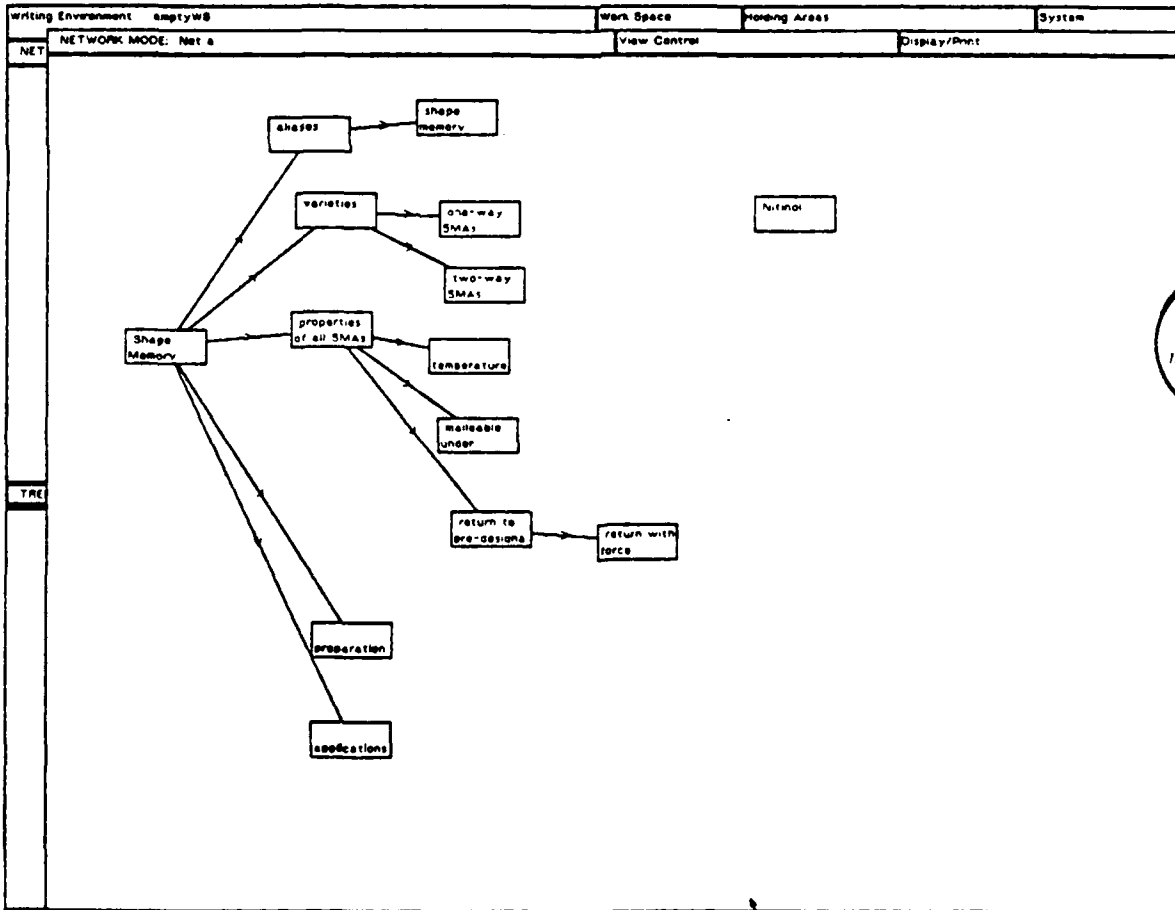 Writing Environment emptyWS
Work Space
Holding Areas
System
NET
NETWORK MODE: Net a
View Control
Display/Print
shape
memory
aliases
varieties
one-way
SMAs
Nitinol
two-way
SMAs
properties
of all SMAs
Shape
Memory
temperature
malleable
under
TRE
return to
pre-designa
return with
force
preparation
applications